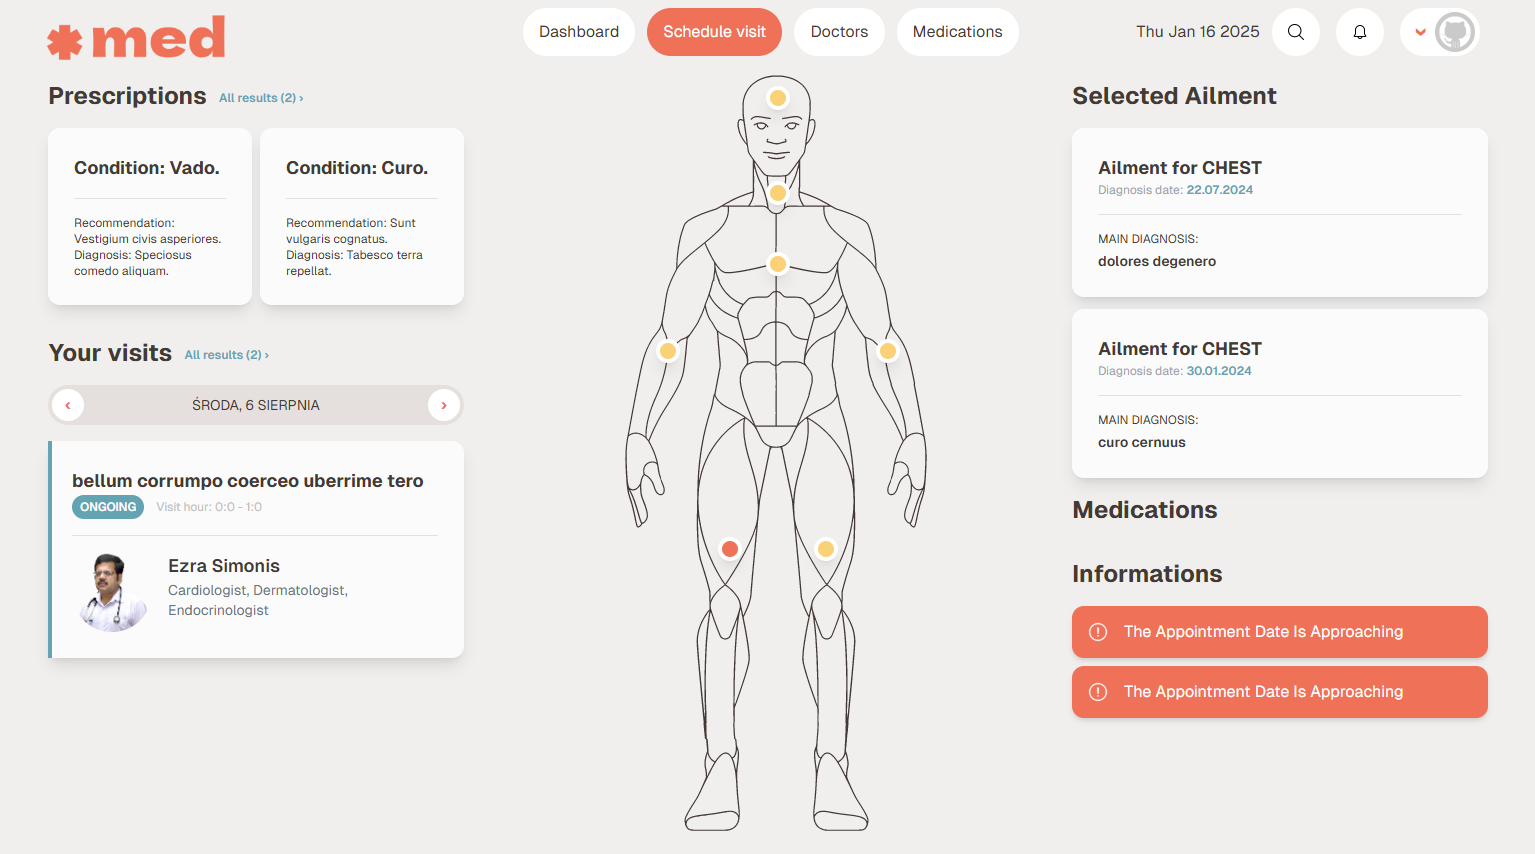 med
Dashboard
Schedule visit
Doctors
Medications
Thu Jan 16 2025
Prescriptions
All results (2) ›
Condition: Vado.
Recommendation:
Vestigium civis asperiores.
Diagnosis: Speciosus
comedo aliquam.
Condition: Curo.
Recommendation: Sunt
vulgaris cognatus.
Diagnosis: Tabesco terra
repellat.
Your visits
All results (2) ›
ŚRODA, 6 SIERPNIA
bellum corrumpo coerceo uberrime tero
ONGOING
Visit hour: 0:0 - 1:0
Ezra Simonis
Cardiologist, Dermatologist,
Endocrinologist
Selected Ailment
Ailment for CHEST
Diagnosis date: 22.07.2024
MAIN DIAGNOSIS:
dolores degenero
Ailment for CHEST
Diagnosis date: 30.01.2024
MAIN DIAGNOSIS:
curo cernuus
Medications
Informations
The Appointment Date Is Approaching
The Appointment Date Is Approaching